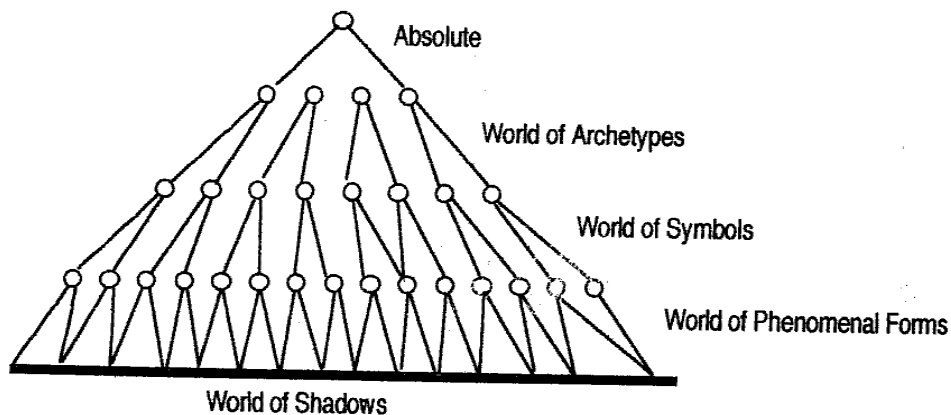 Absolute
World of Archetypes
World of Symbols
World of Phenomenal Forms
World of Shadows